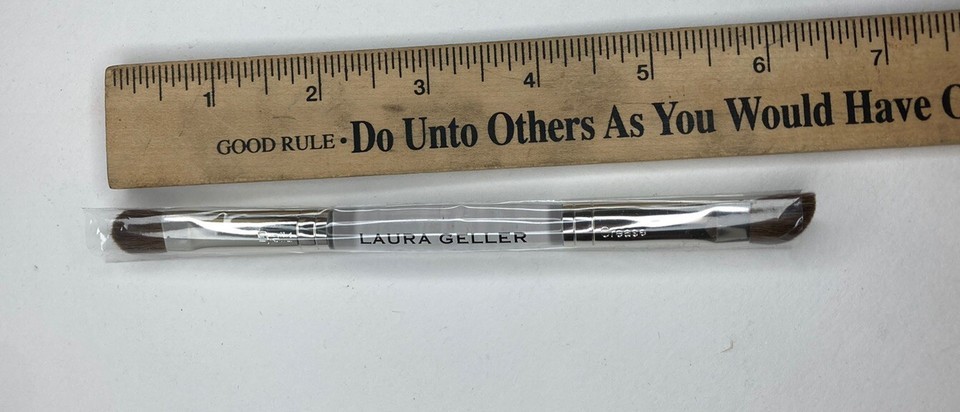 1 2 3 4 5 6 7
GOOD RULE • Do Unto Others As You Would Have
LAURA GELLER
Crease